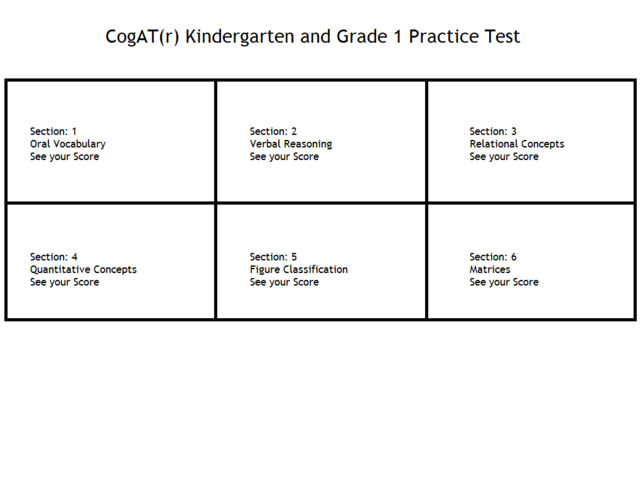 CogAT(r) Kindergarten and Grade 1 Practice Test
Section: 1
Oral Vocabulary
See your Score
Section: 2
Verbal Reasoning
See your Score
Section: 3
Relational Concepts
See your Score
Section: 4
Quantitative Concepts
See your Score
Section: 5
Figure Classification
See your Score
Section: 6
Matrices
See your Score